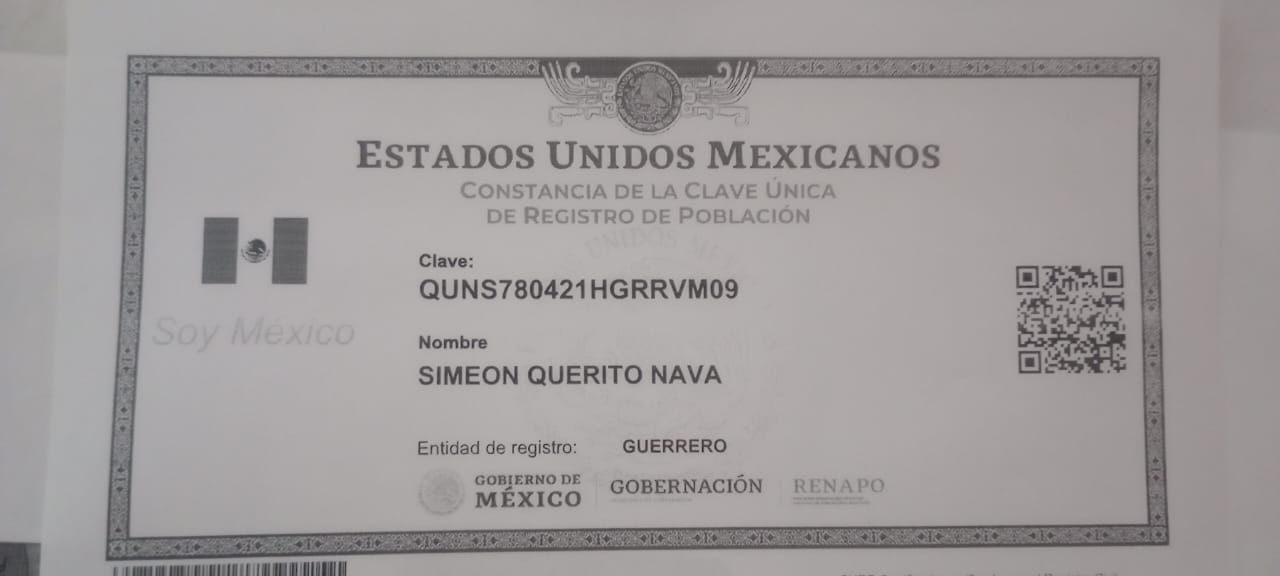 ESTADOS UNIDOS MEXICANOS
CONSTANCIA DE LA CLAVE ÚNICA
DE REGISTRO DE POBLACIÓN
Soy México
Clave:
QUNS780421HGRRVM09
Nombre
SIMEON QUERITO NAVA
Entidad de registro: GUERRERO
GOBIERNO DE
MÉXICO
GOBERNACIÓN
RENAPO